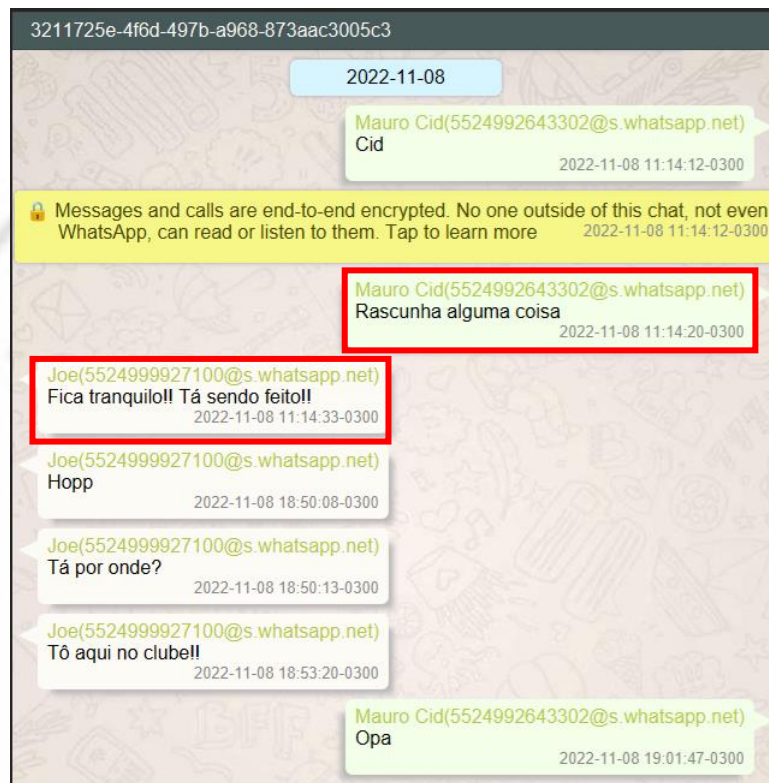 3211725e-4f6d-497b-a968-873aac3005c3
2022-11-08
Mauro Cid(5524992643302@s.whatsapp.net)
Cid
2022-11-08 11:14:12-0300
Messages and calls are end-to-end encrypted. No one outside of this chat, not even
WhatsApp, can read or listen to them. Tap to learn more 2022-11-08 11:14:12-0300
Mauro Cid(5524992643302@s.whatsapp.net)
Rascunha alguma coisa
2022-11-08 11:14:20-0300
Joe(5524999927100@s.whatsapp.net)
Fica tranquilo!! Tá sendo feito!!
2022-11-08 11:14:33-0300
Joe(5524999927100@s.whatsapp.net)
Hopp
2022-11-08 18:50:08-0300
Joe(5524999927100@s.whatsapp.net)
Tá por onde?
2022-11-08 18:50:13-0300
Joe(5524999927100@s.whatsapp.net)
Tô aqui no clube!!
2022-11-08 18:53:20-0300
Mauro Cid(5524992643302@s.whatsapp.net)
Opa
2022-11-08 19:01:47-0300